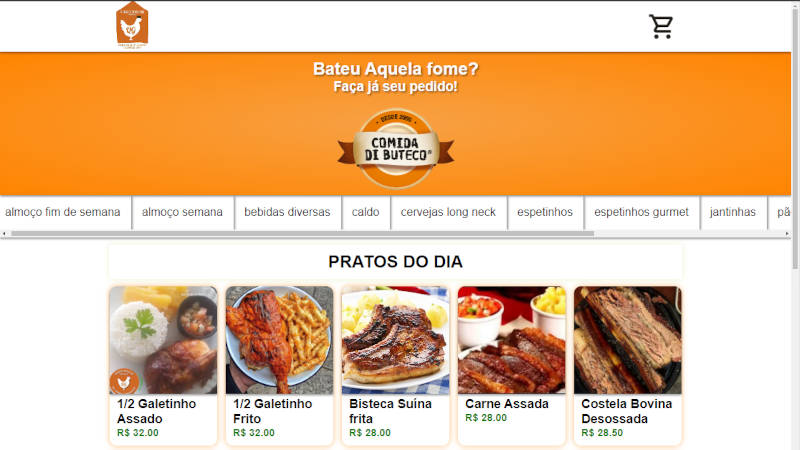 Bateu Aquela fome?
Faça já seu pedido!
DESDE 2000
COMIDA
DI BUTECO®
almoço fim de semana
almoço semana
bebidas diversas
caldo
cervejas long neck
espetinhos
espetinhos gurmet
jantinhas
pã
PRATOS DO DIA
1/2 Galetinho
Assado
R$ 32.00
1/2 Galetinho
Frito
R$ 32.00
Bisteca Suína
frita
R$ 28.00
Carne Assada
R$ 28.00
Costela Bovina
Desossada
R$ 28.50